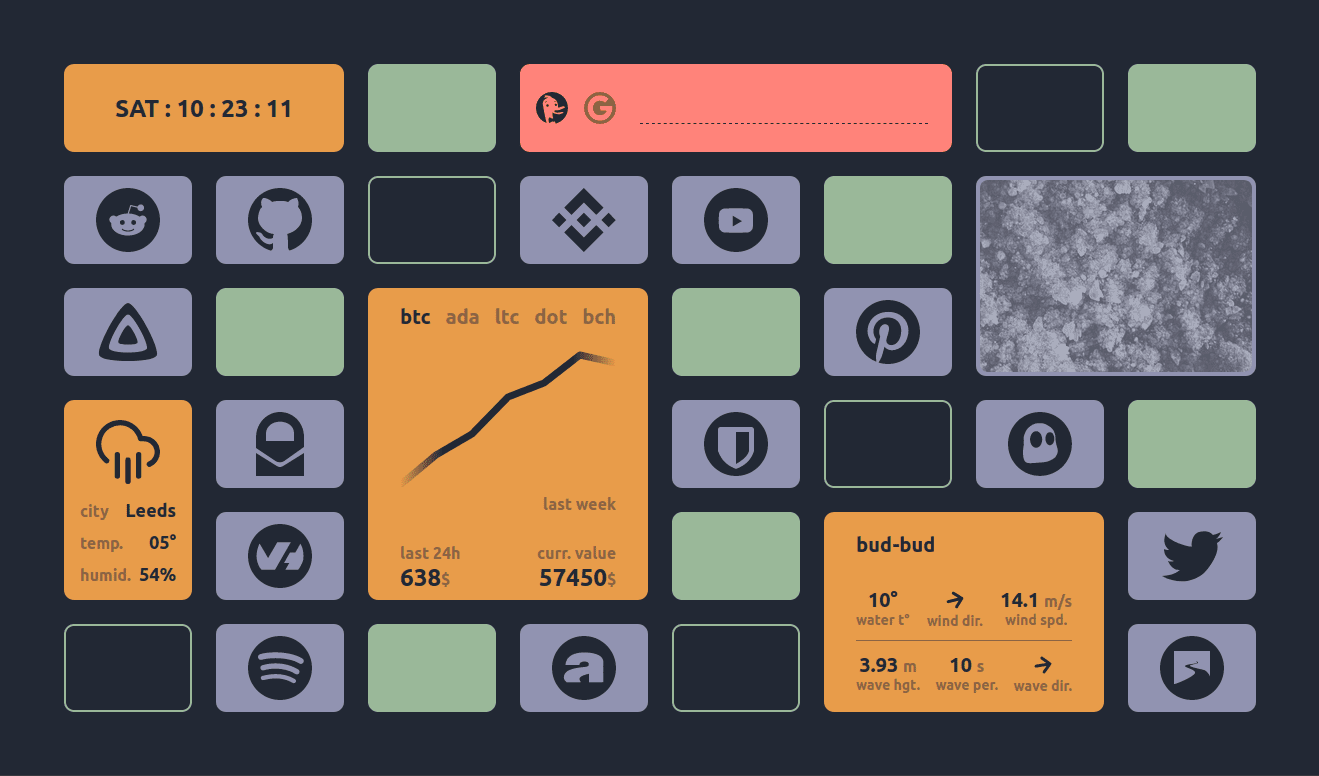 SAT : 10 : 23 : 11
btc ada ltc dot bch
last week
last 24h curr. value
638$ 57450$
city Leeds
temp. 05°
humid. 54%
bud-bud
10° 14.1 m/s
water t° wind dir. wind spd.
3.93 m 10 s
wave hgt. wave per. wave dir.